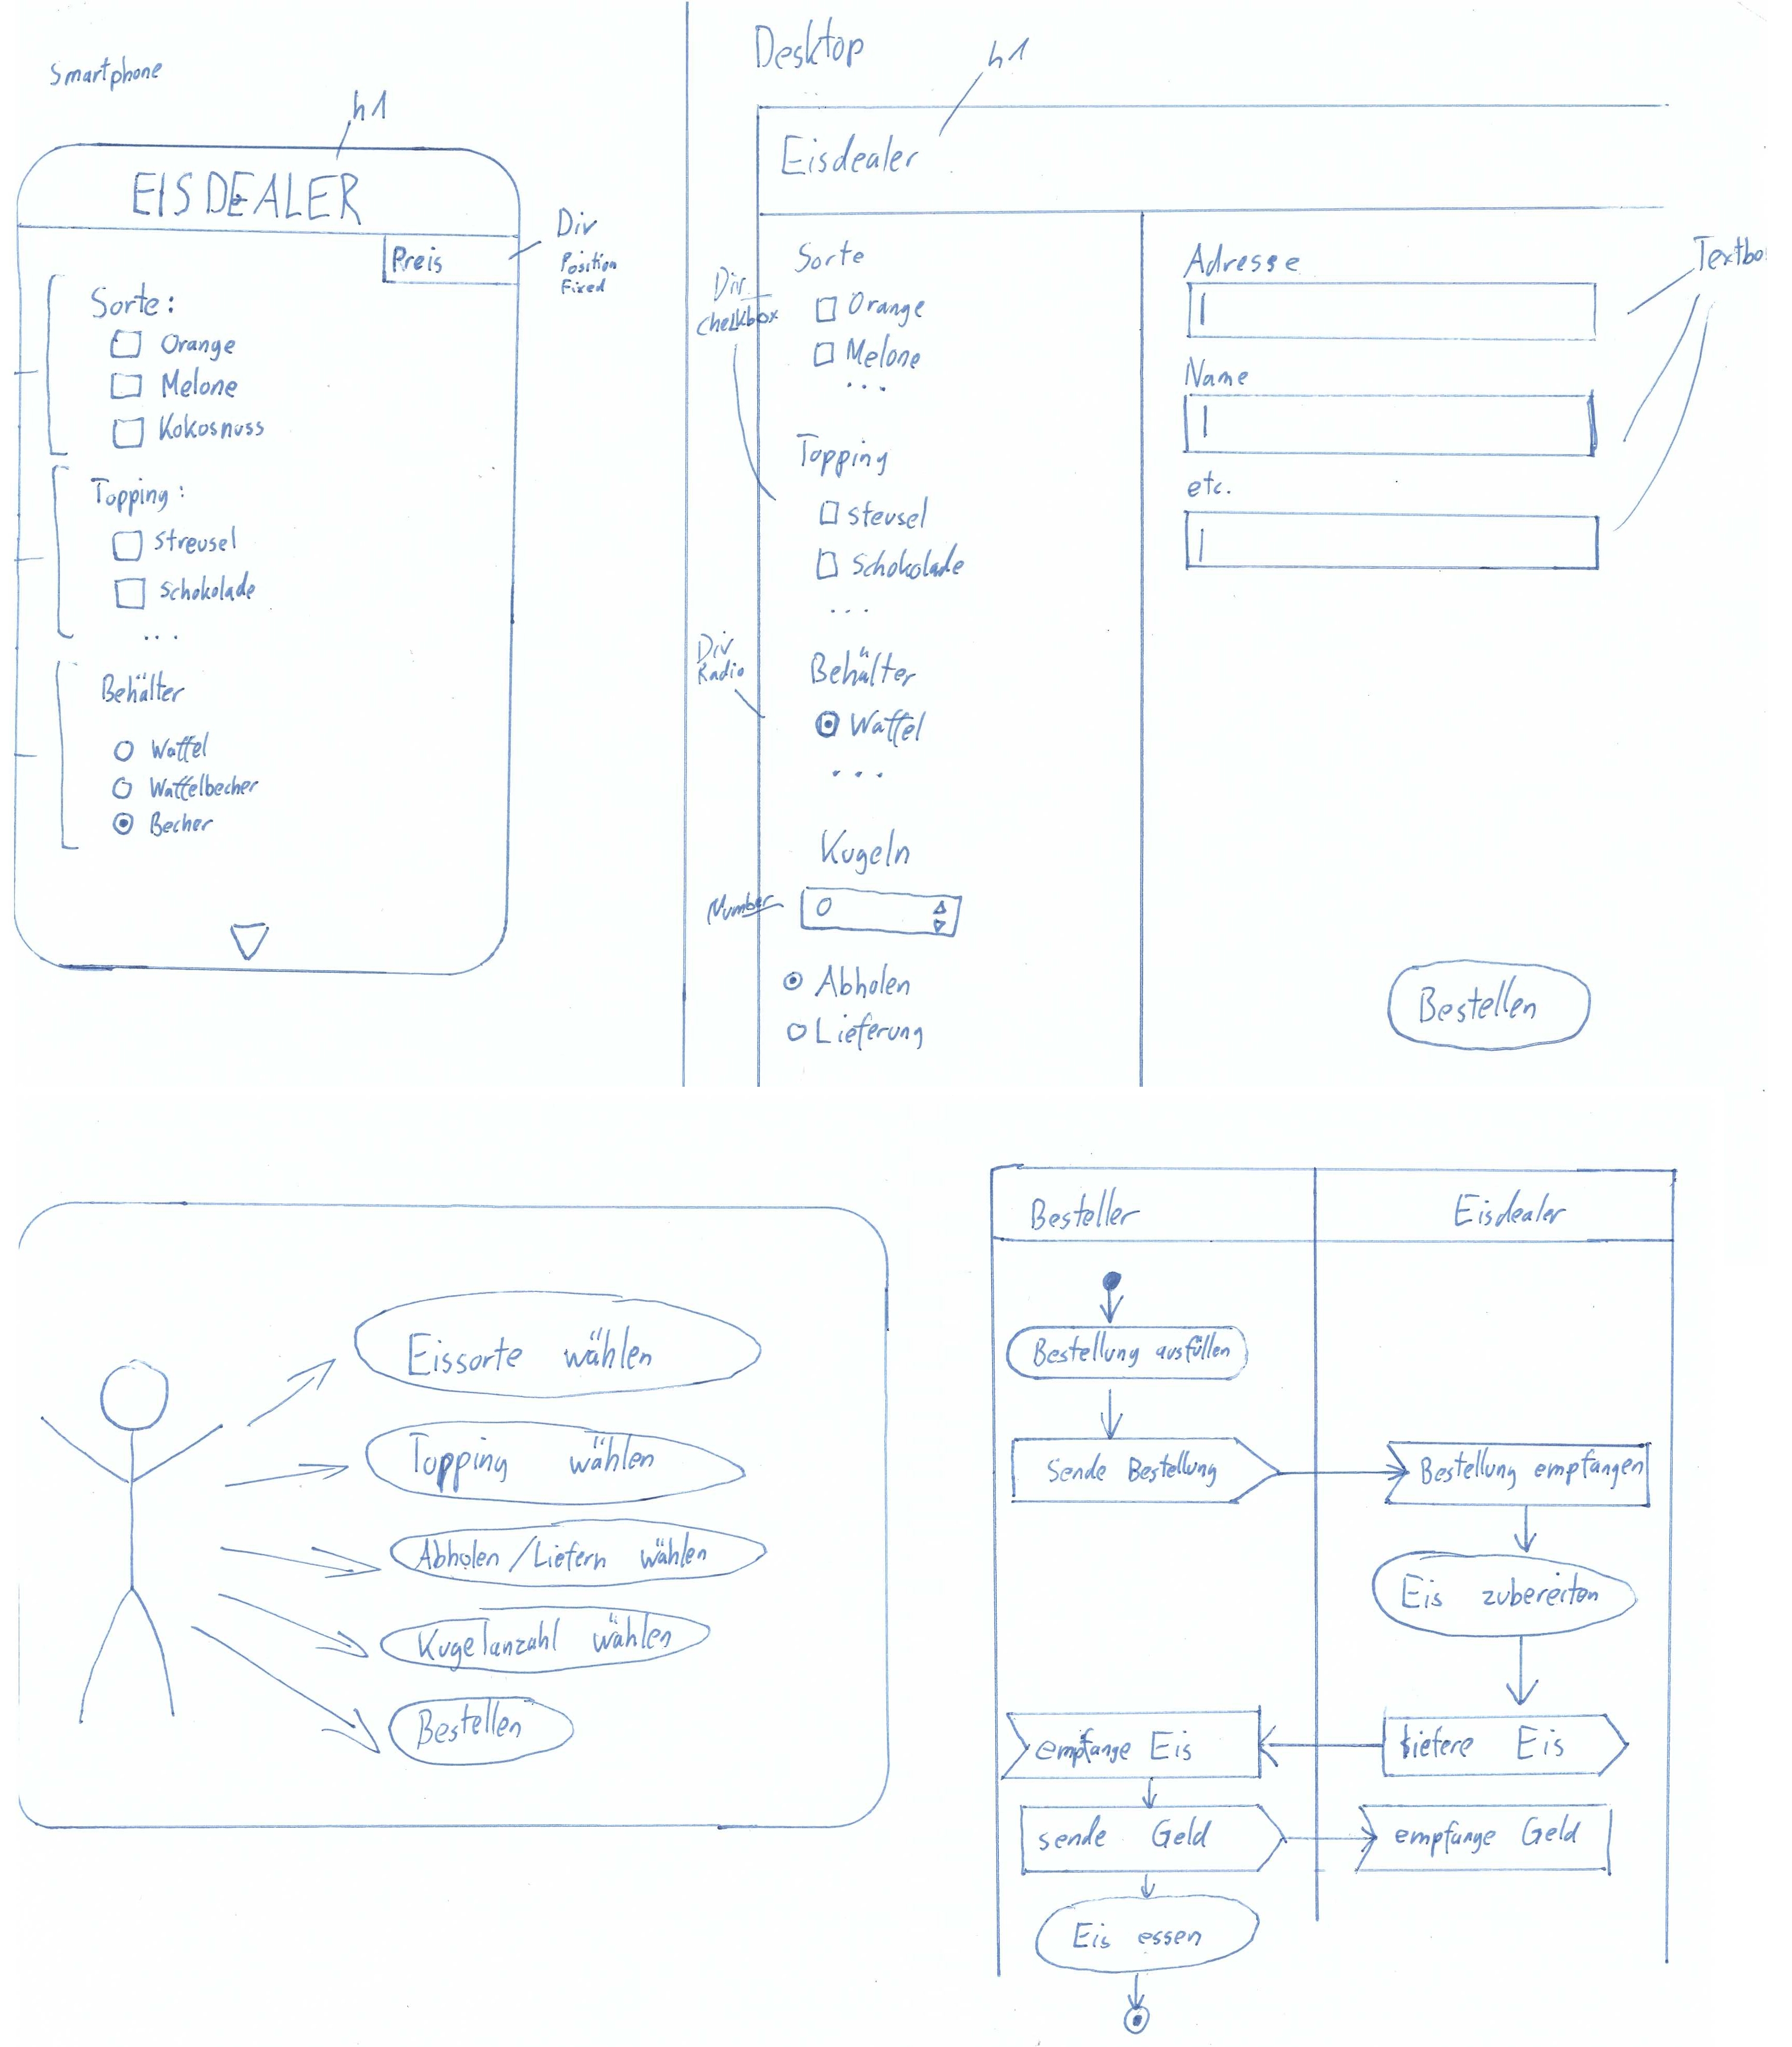 Smartphone
h1
EISDEALER
Preis
Div
Position
Fixed
Sorte:
Orange
Melone
Kokosnuss
Topping:
Streusel
Schokolade
...
Behälter
Waffel
Waffelbecher
Becher
Desktop
h1
Eisdealer
Div
Checkbox
Sorte
Orange
Melone
...
Topping
Steusel
Schokolade
...
Div
Radio
Behälter
Waffel
...
Kugeln
Number
0
Abholen
Lieferung
Adresse
Textbo
Name
etc.
Bestellen
Eissorte wählen
Topping wählen
Abholen/Liefern wählen
Kugelanzahl wählen
Bestellen
Besteller
Eisdealer
Bestellung ausfüllen
Sende Bestellung
Bestellung empfangen
Eis zubereiten
liefere Eis
empfange Eis
sende Geld
empfange Geld
Eis essen